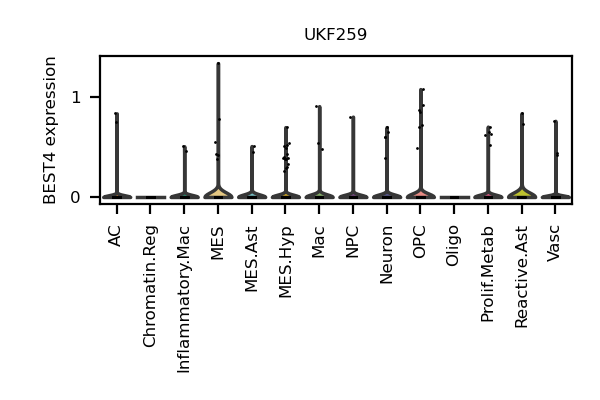 UKF259
BEST4 expression
1
0
AC
Chromatin.Reg
Inflammatory.Mac
MES
MES.Ast
MES.Hyp
Mac
NPC
Neuron
OPC
Oligo
Prolif.Metab
Reactive.Ast
Vasc